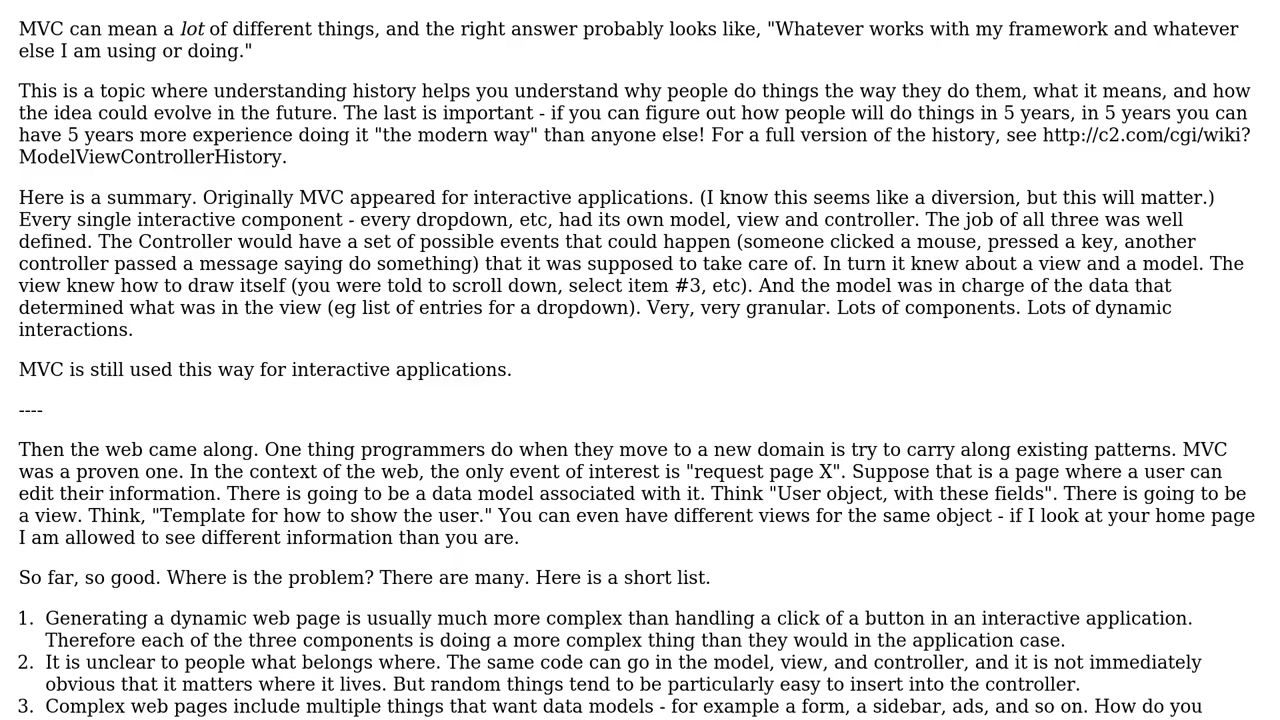 MVC can mean a lot of different things, and the right answer probably looks like, "Whatever works with my framework and whatever
else I am using or doing."
This is a topic where understanding history helps you understand why people do things the way they do them, what it means, and how
the idea could evolve in the future. The last is important - if you can figure out how people will do things in 5 years, in 5 years you can
have 5 years more experience doing it "the modern way" than anyone else! For a full version of the history, see http://c2.com/cgi/wiki?
ModelViewControllerHistory.
Here is a summary. Originally MVC appeared for interactive applications. (I know this seems like a diversion, but this will matter.)
Every single interactive component - every dropdown, etc, had its own model, view and controller. The job of all three was well
defined. The Controller would have a set of possible events that could happen (someone clicked a mouse, pressed a key, another
controller passed a message saying do something) that it was supposed to take care of. In turn it knew about a view and a model. The
view knew how to draw itself (you were told to scroll down, select item #3, etc). And the model was in charge of the data that
determined what was in the view (eg list of entries for a dropdown). Very, very granular. Lots of components. Lots of dynamic
interactions.
MVC is still used this way for interactive applications.
----
Then the web came along. One thing programmers do when they move to a new domain is try to carry along existing patterns. MVC
was a proven one. In the context of the web, the only event of interest is "request page X". Suppose that is a page where a user can
edit their information. There is going to be a data model associated with it. Think "User object, with these fields". There is going to be
a view. Think, "Template for how to show the user." You can even have different views for the same object - if I look at your home page
I am allowed to see different information than you are.
So far, so good. Where is the problem? There are many. Here is a short list.
1. Generating a dynamic web page is usually much more complex than handling a click of a button in an interactive application.
Therefore each of the three components is doing a more complex thing than they would in the application case.
2. It is unclear to people what belongs where. The same code can go in the model, view, and controller, and it is not immediately
obvious that it matters where it lives. But random things tend to be particularly easy to insert into the controller.
3. Complex web pages include multiple things that want data models - for example a form, a sidebar, ads, and so on. How do you